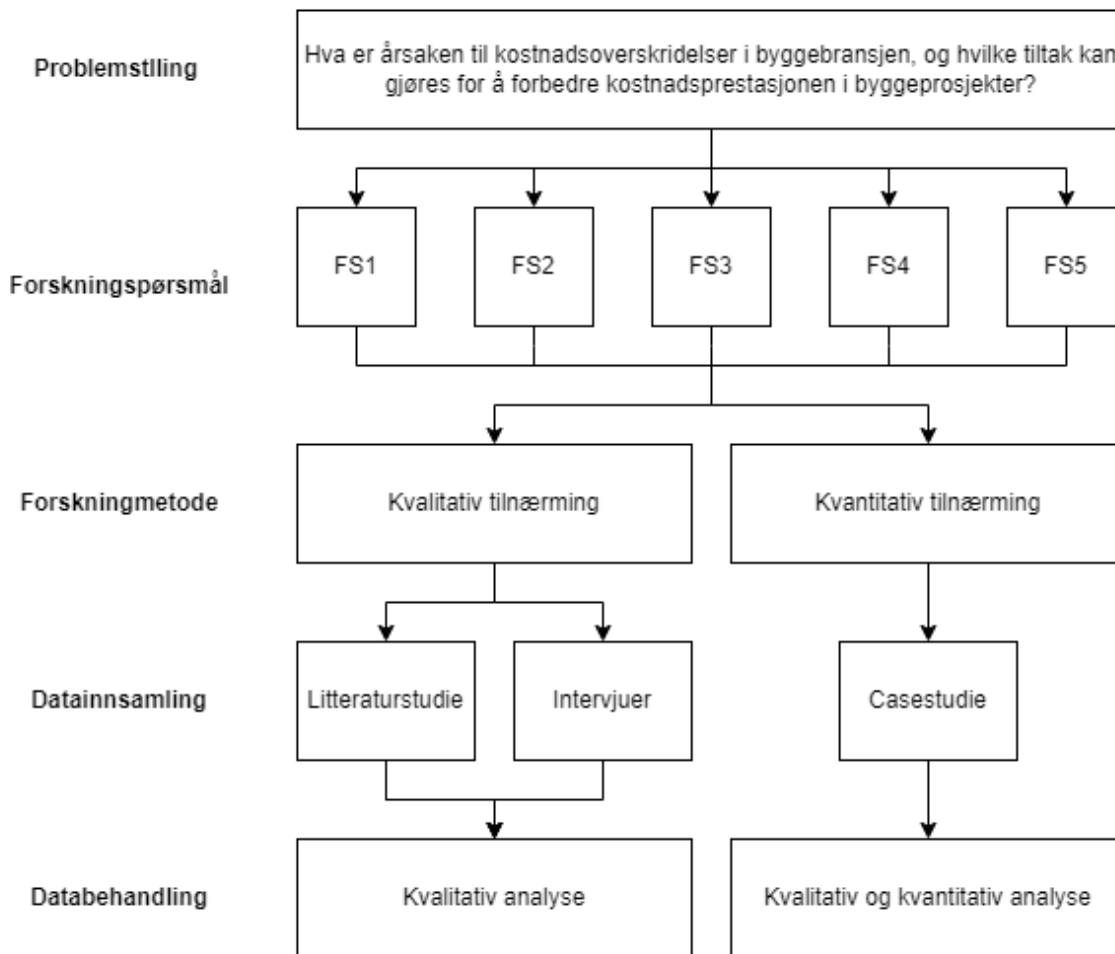 Problemstlling
Hva er årsaken til kostnadsoverskridelser i byggebransjen, og hvilke tiltak kan
gjøres for å forbedre kostnadsprestasjonen i byggeprosjekter?
Forskningspørsmål
FS1
FS2
FS3
FS4
FS5
Forskningmetode
Kvalitativ tilnærming
Kvantitativ tilnærming
Datainnsamling
Litteraturstudie
Intervjuer
Casestudie
Databehandling
Kvalitativ analyse
Kvalitativ og kvantitativ analyse